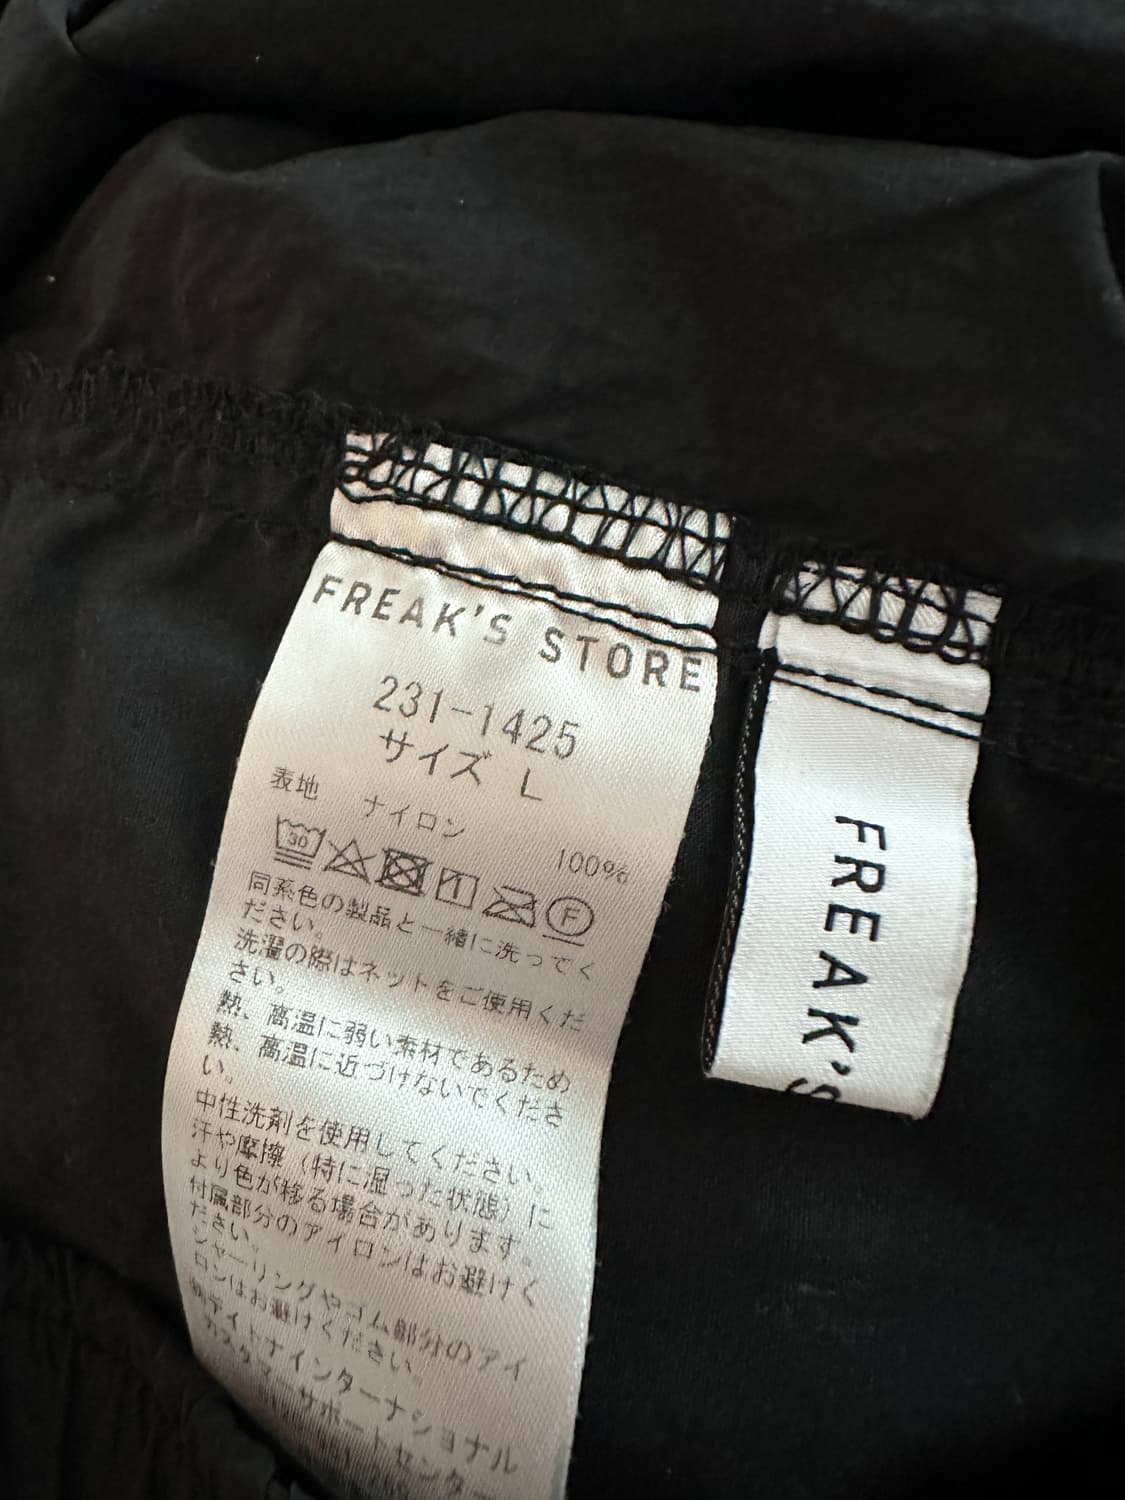 FREAK'S STORE
231-1425
サイズ L
表地 ナイロン 100%
30
F
同系色の製品と一緒に洗ってく
ださい。
洗濯の際はネットをご使用くだ
さい。
熱、高温に弱い素材であるため
熱、高温に近づけないでくださ
い。
中性洗剤を使用してください。
汗や摩擦（特に湿った状態）に
より色が移る場合があります。
付属部分のアイロンはお避けく
ださい。
シャーリングやゴム部分のアイ
ロンはお避けください。
㈱デイトナインターナショナル
カスタマーサポートセンター
FREAK'S